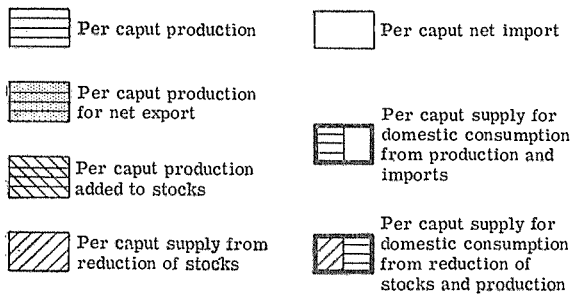 Per caput production
Per caput production
for net export
Per caput production
added to stocks
Per caput supply from
reduction of stocks
Per caput net import
Per caput supply for
domestic consumption
from production and
imports
Per caput supply for
domestic consumption
from reduction of
stocks and production